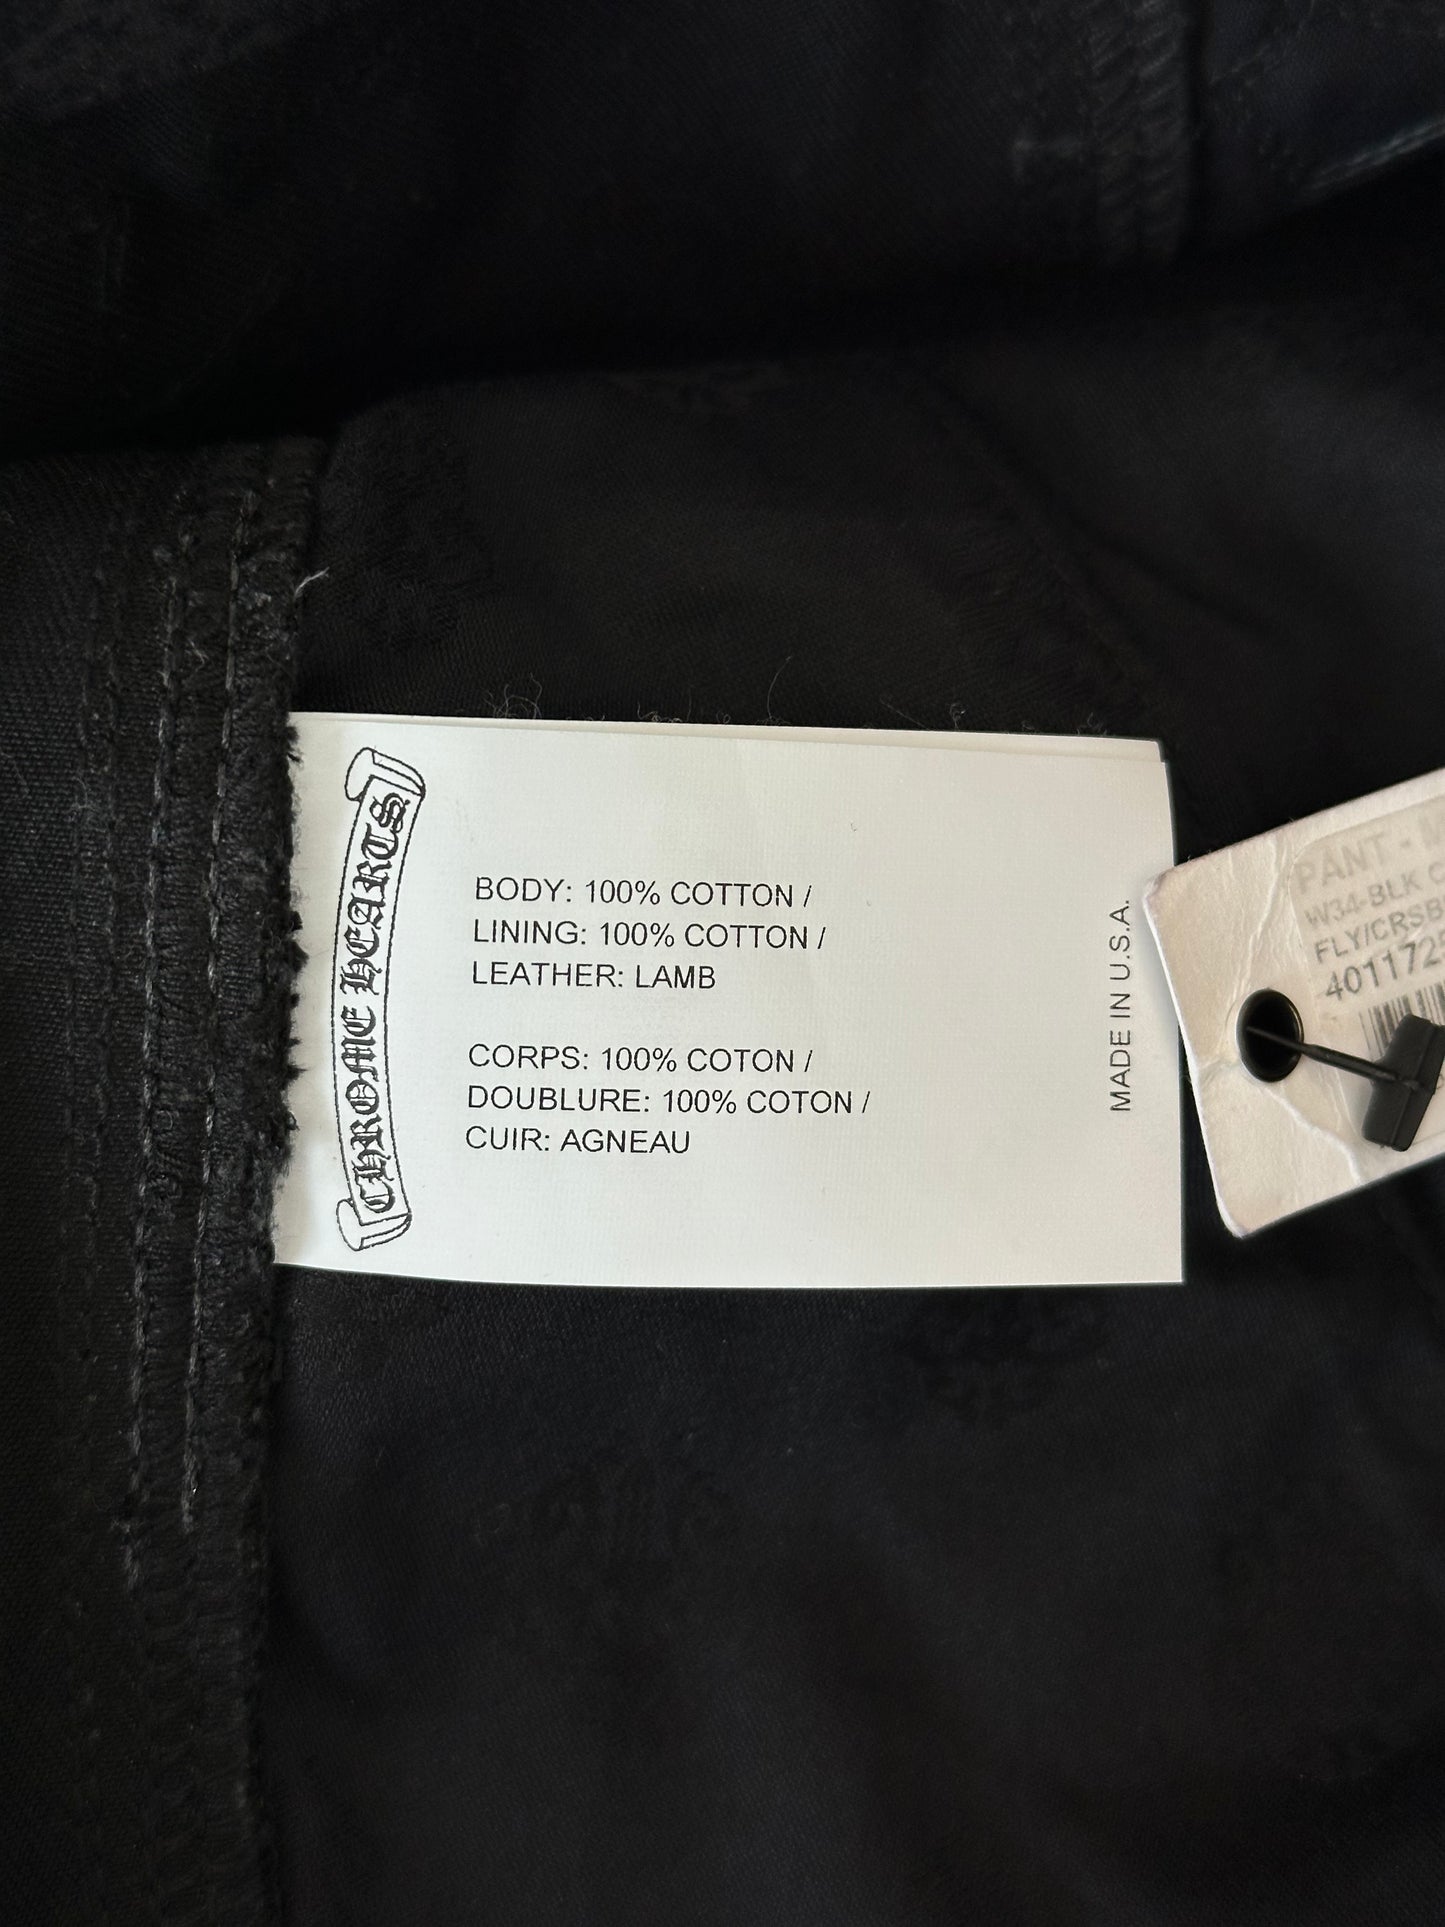 CHROME HEARTS
BODY: 100% COTTON /
LINING: 100% COTTON /
LEATHER: LAMB
CORPS: 100% COTON /
DOUBLURE: 100% COTON /
CUIR: AGNEAU
MADE IN U.S.A.
PANT - M
W34-BLK C
FLY/CRSB
401172